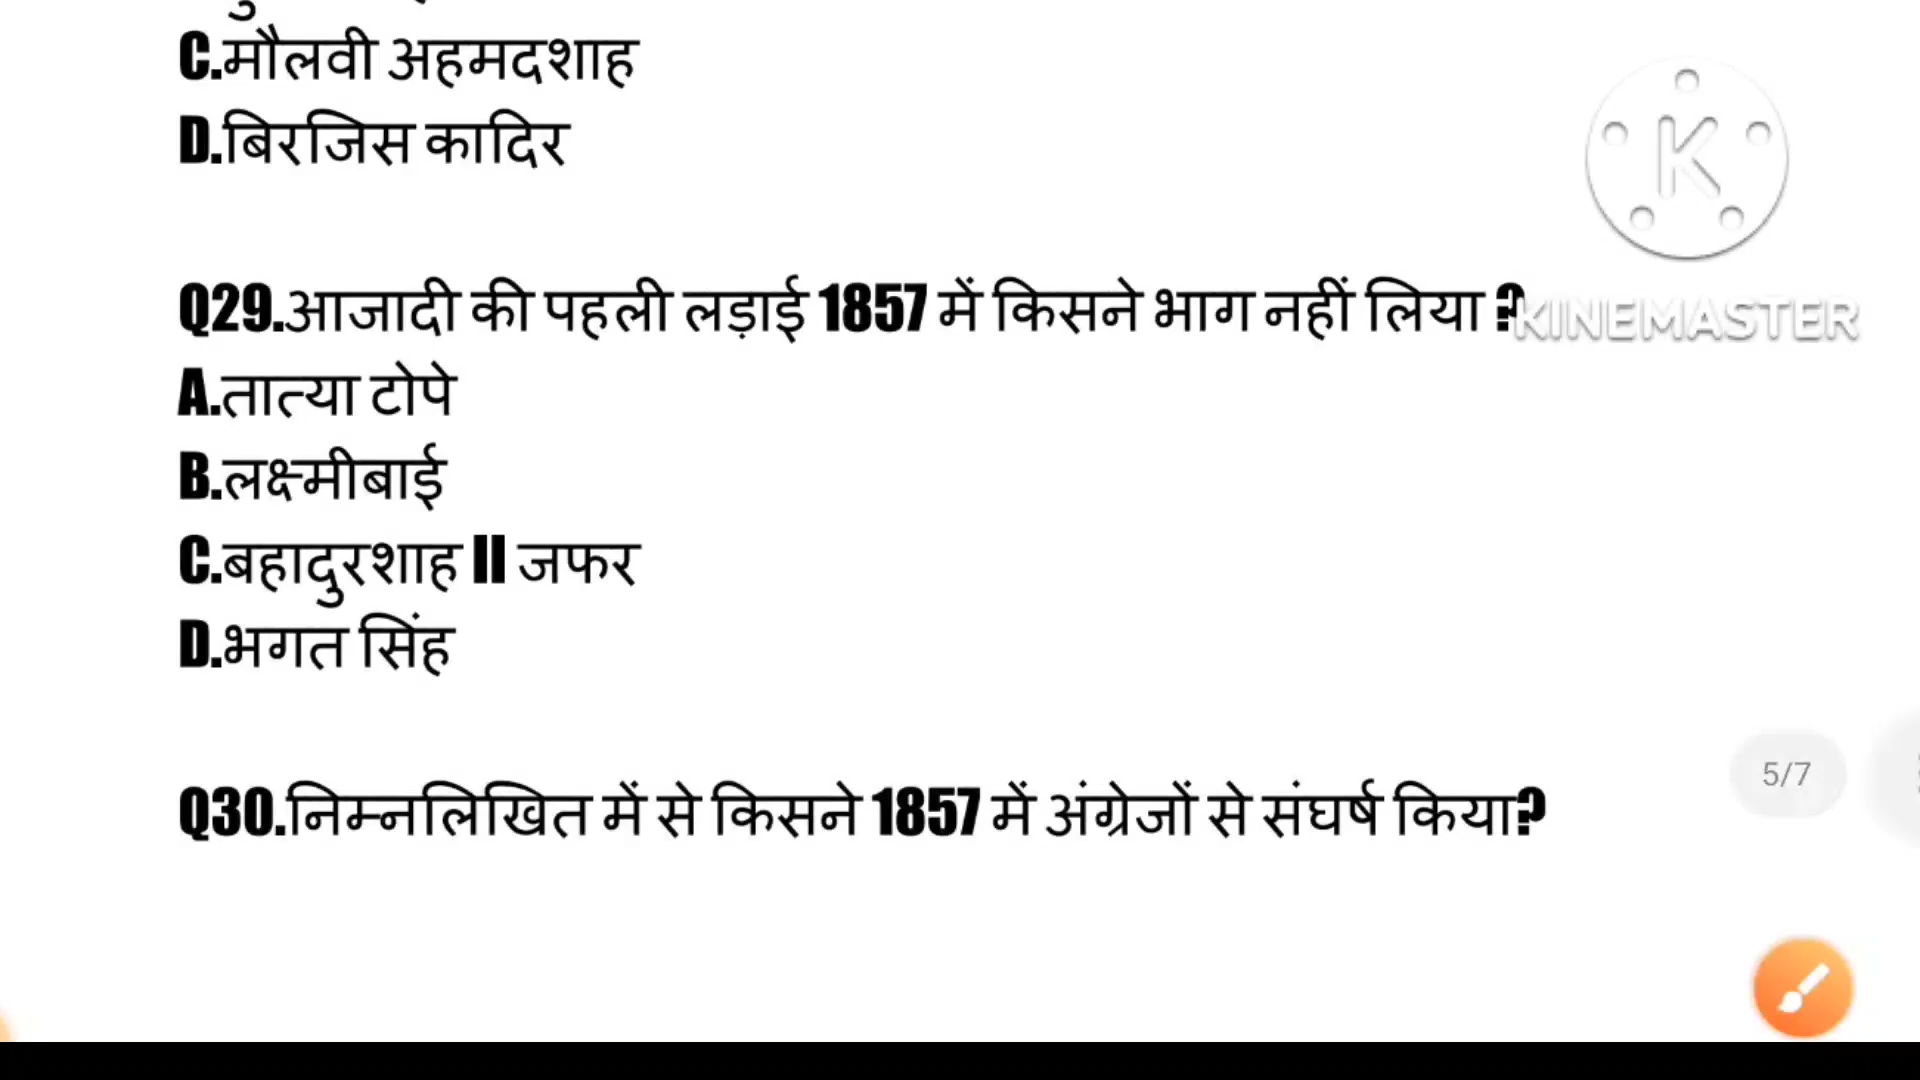 C.मौलवी अहमदशाह
D.बिरजिस कादिर
Q29.आजादी की पहली लड़ाई 1857 में किसने भाग नहीं लिया ?
KINEMASTER
A.तात्या टोपे
B.लक्ष्मीबाई
C.बहादुरशाह II जफर
D.भगत सिंह
5/7
Q30.निम्नलिखित में से किसने 1857 में अंग्रेजों से संघर्ष किया?